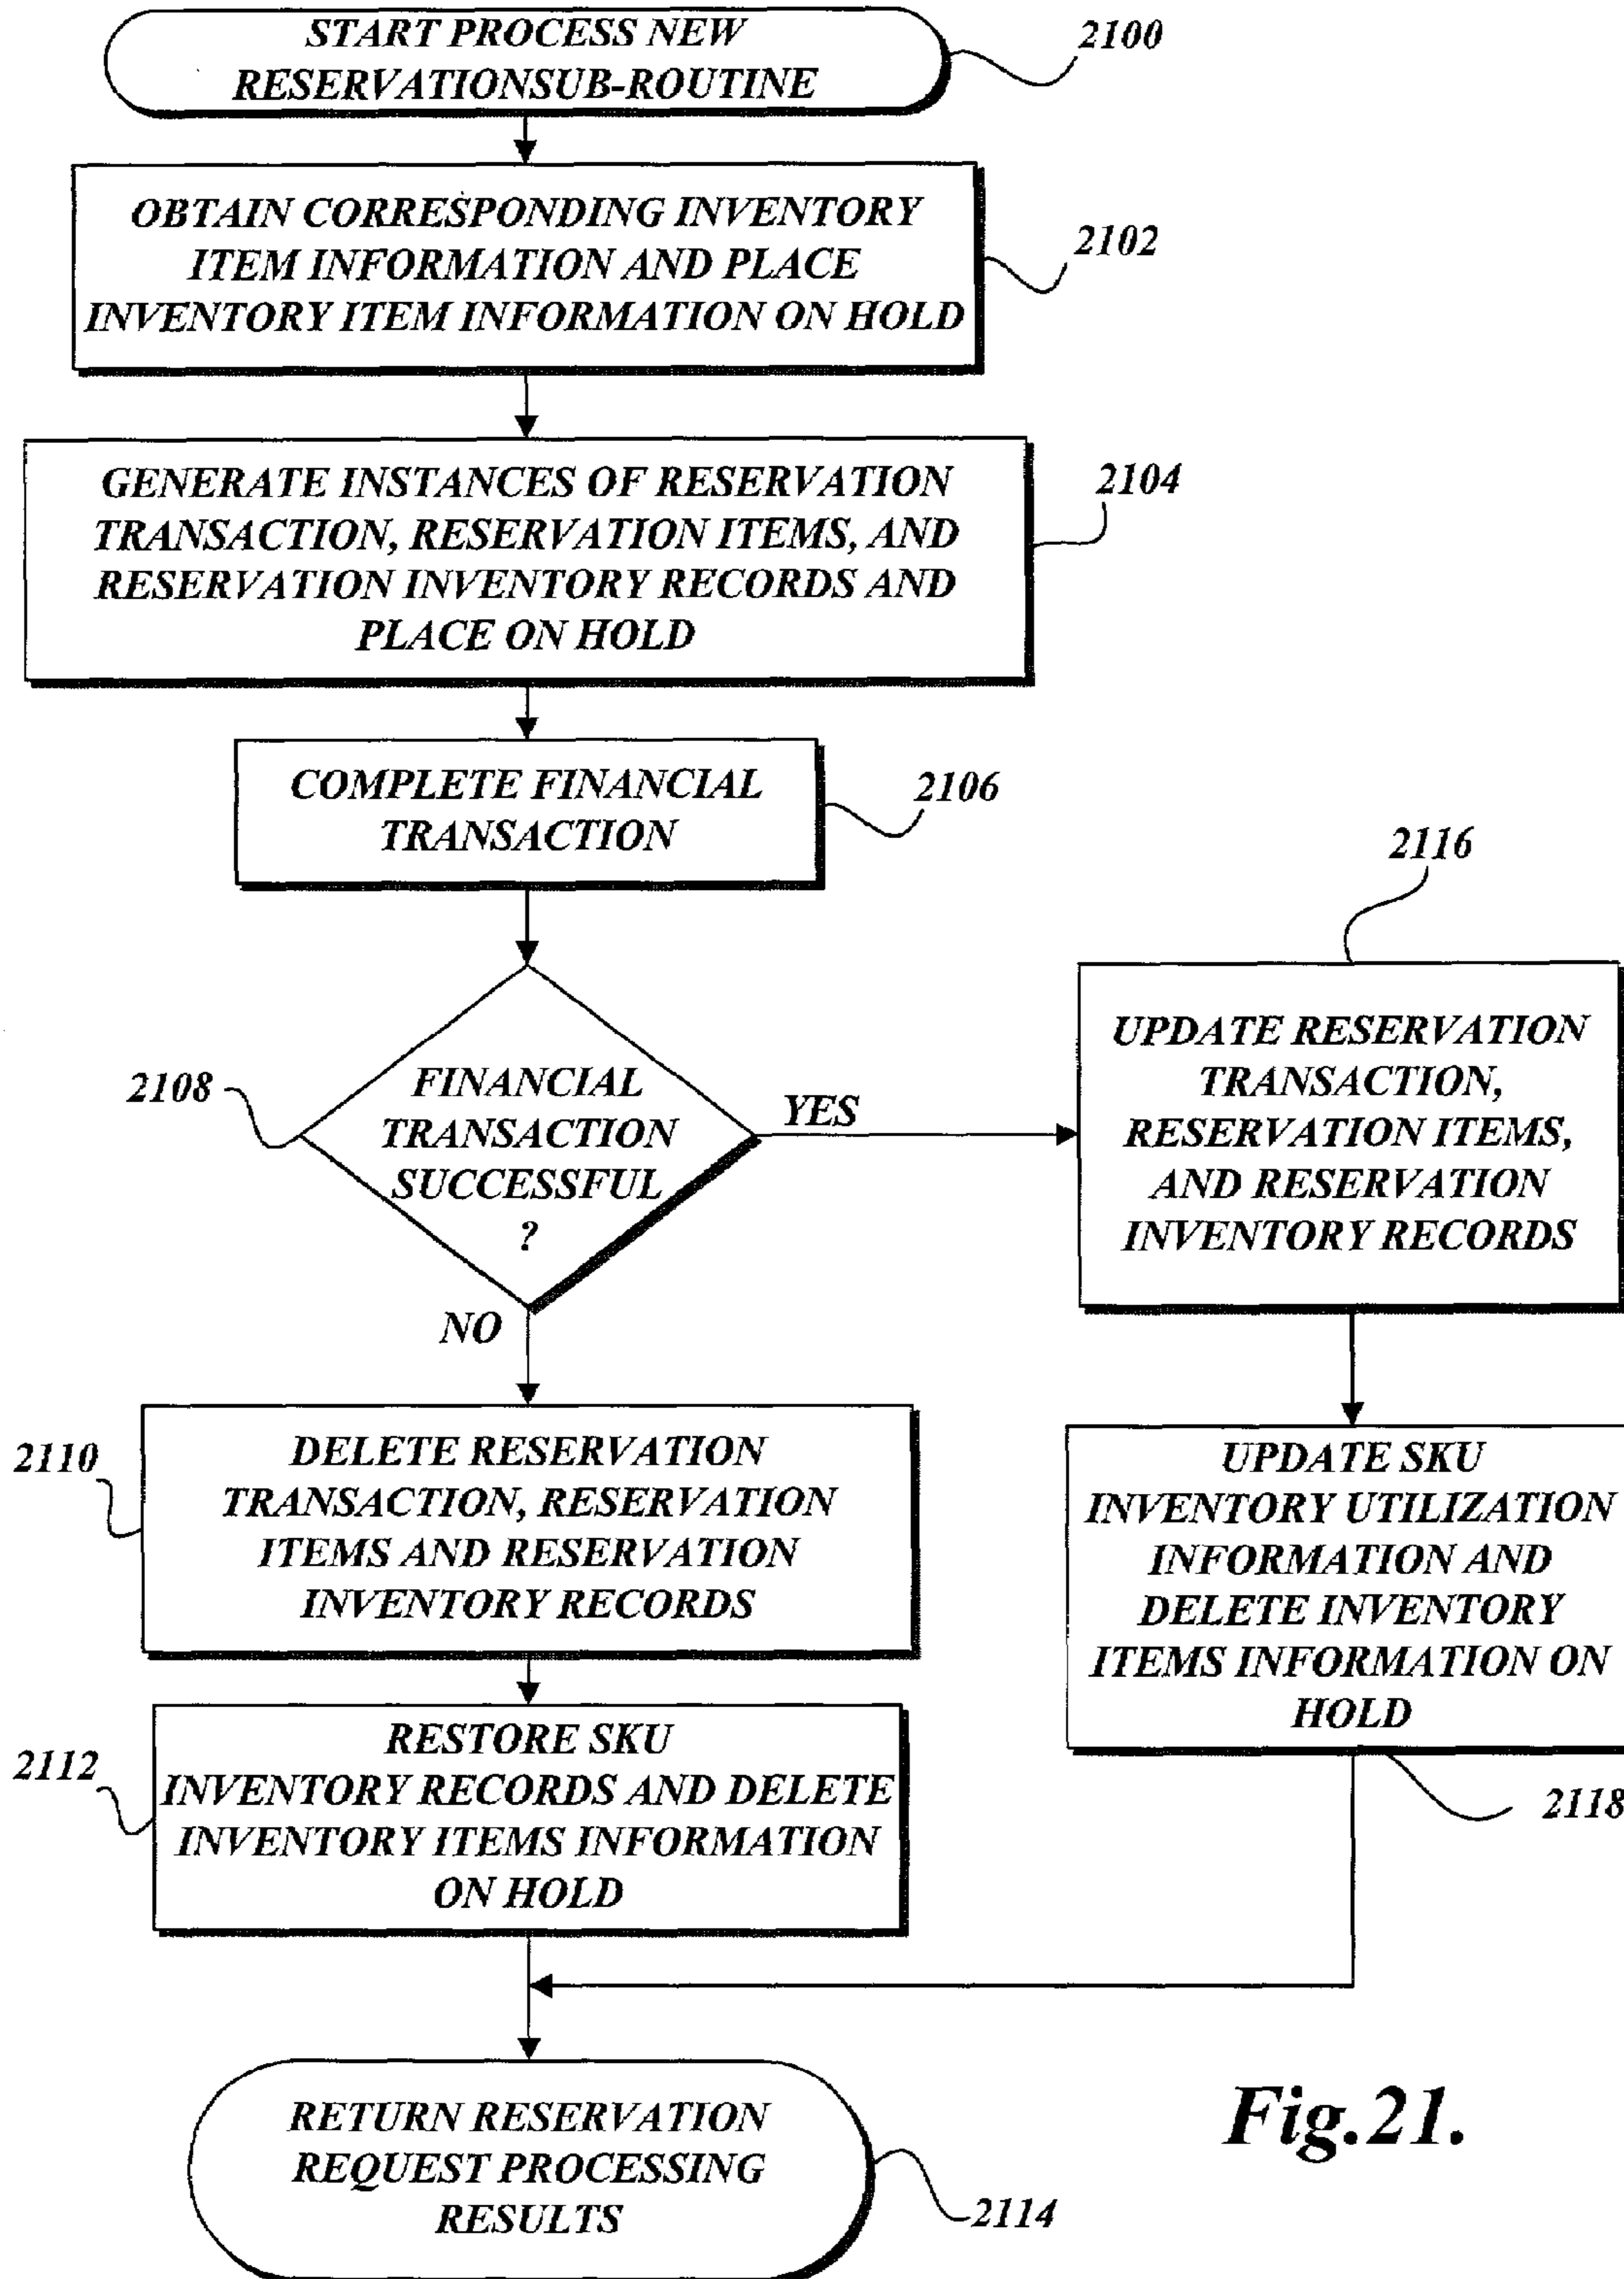 START PROCESS NEW
RESERVATIONSUB-ROUTINE
2100
OBTAIN CORRESPONDING INVENTORY
ITEM INFORMATION AND PLACE
INVENTORY ITEM INFORMATION ON HOLD
2102
GENERATE INSTANCES OF RESERVATION
TRANSACTION, RESERVATION ITEMS, AND
RESERVATION INVENTORY RECORDS AND
PLACE ON HOLD
2104
COMPLETE FINANCIAL
TRANSACTION
2106
2108
FINANCIAL
TRANSACTION
SUCCESSFUL
?
YES
NO
2116
UPDATE RESERVATION
TRANSACTION,
RESERVATION ITEMS,
AND RESERVATION
INVENTORY RECORDS
2110
DELETE RESERVATION
TRANSACTION, RESERVATION
ITEMS AND RESERVATION
INVENTORY RECORDS
UPDATE SKU
INVENTORY UTILIZATION
INFORMATION AND
DELETE INVENTORY
ITEMS INFORMATION ON
HOLD
2118
2112
RESTORE SKU
INVENTORY RECORDS AND DELETE
INVENTORY ITEMS INFORMATION
ON HOLD
RETURN RESERVATION
REQUEST PROCESSING
RESULTS
2114
Fig.21.